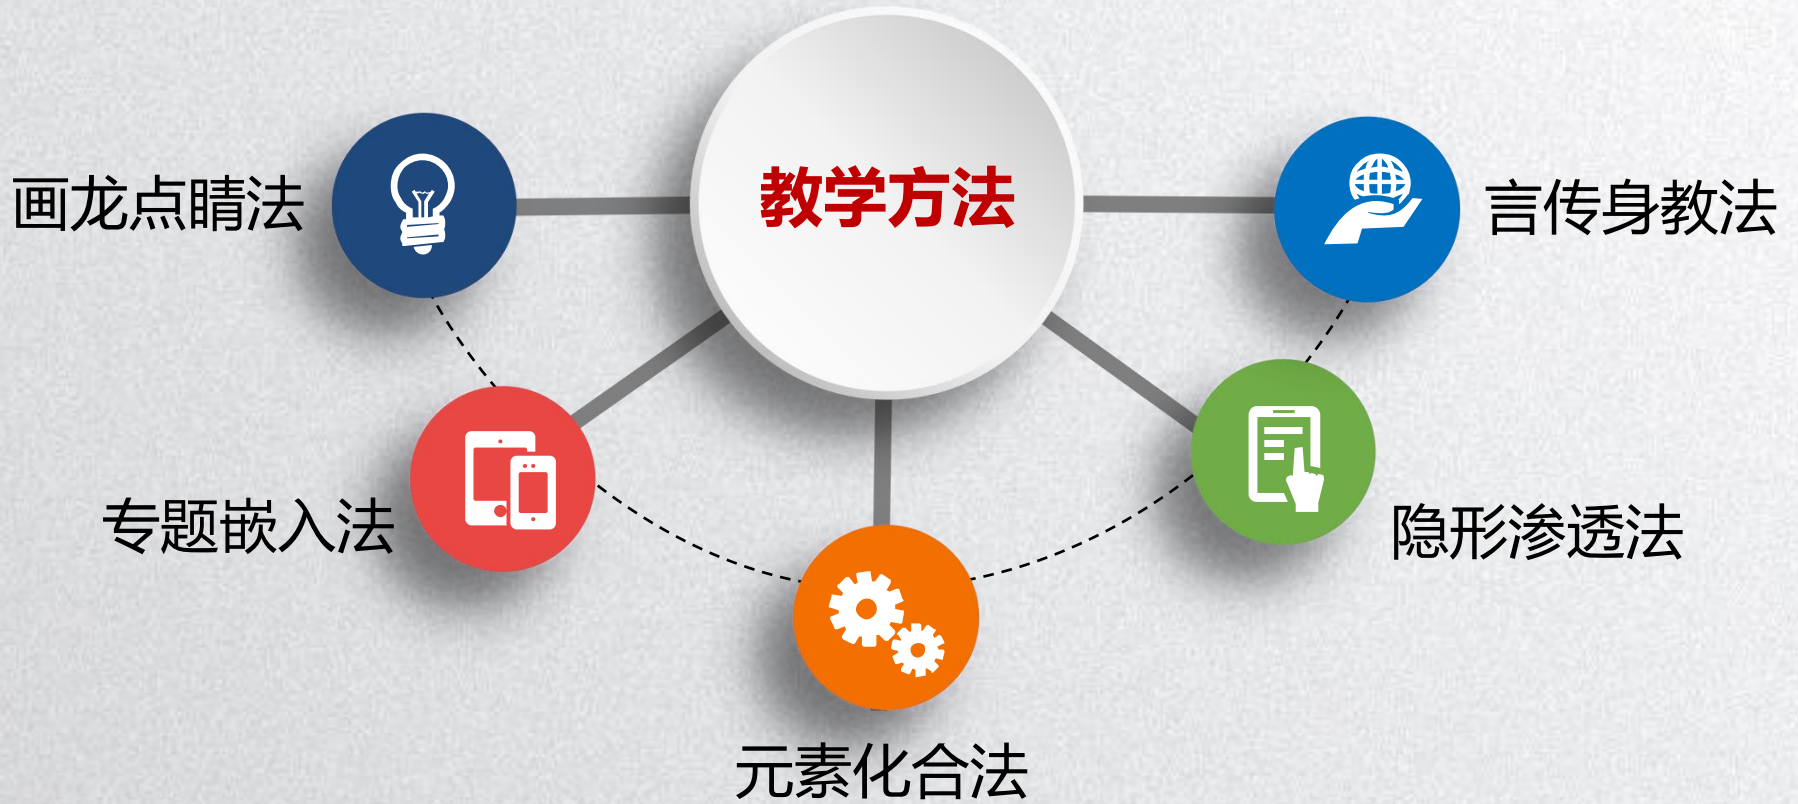 教学方法
画龙点睛法
言传身教法
专题嵌入法
隐形渗透法
元素化合法